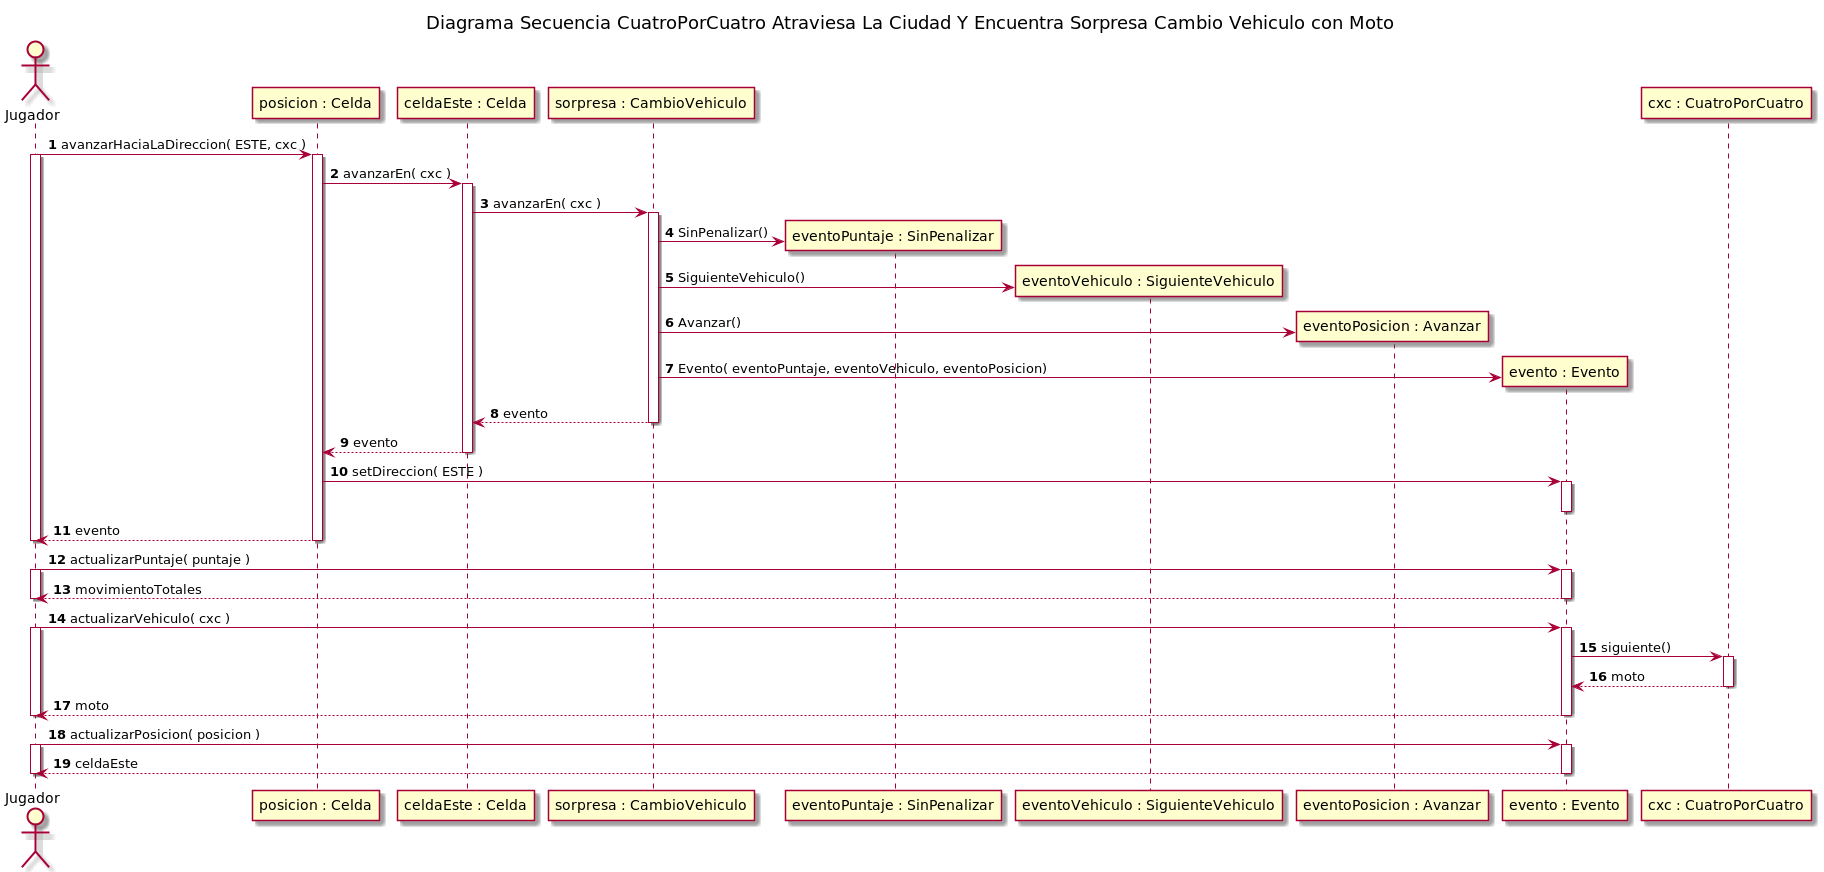 Diagrama Secuencia CuatroPorCuatro Atraviesa La Ciudad Y Encuentra Sorpresa Cambio Vehiculo con Moto
Jugador
posicion : Celda
celdaEste : Celda
sorpresa : CambioVehiculo
cxc : CuatroPorCuatro
1 avanzarHaciaLaDireccion( ESTE, cxc )
2 avanzarEn( cxc )
3 avanzarEn( cxc )
4 SinPenalizar()
eventoPuntaje : SinPenalizar
5 SiguienteVehiculo()
eventoVehiculo : SiguienteVehiculo
6 Avanzar()
eventoPosicion : Avanzar
7 Evento( eventoPuntaje, eventoVehiculo, eventoPosicion)
evento : Evento
8 evento
9 evento
10 setDireccion( ESTE )
11 evento
12 actualizarPuntaje( puntaje )
13 movimientoTotales
14 actualizarVehiculo( cxc )
15 siguiente()
16 moto
17 moto
18 actualizarPosicion( posicion )
19 celdaEste
Jugador
posicion : Celda
celdaEste : Celda
sorpresa : CambioVehiculo
eventoPuntaje : SinPenalizar
eventoVehiculo : SiguienteVehiculo
eventoPosicion : Avanzar
evento : Evento
cxc : CuatroPorCuatro